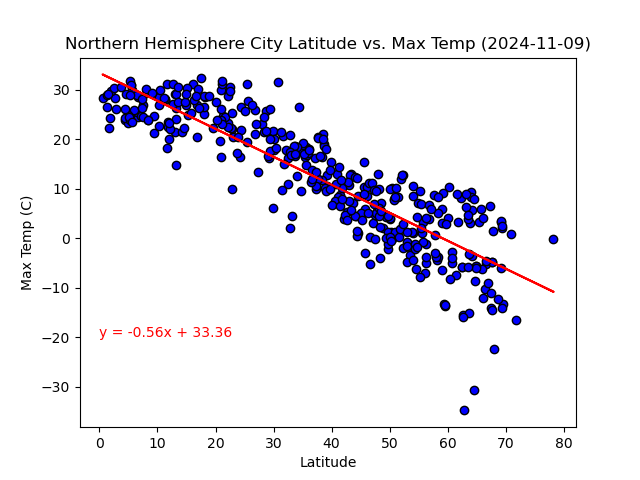 Northern Hemisphere City Latitude vs. Max Temp (2024-11-09)
30
20
10
0
−10
−20
−30
Max Temp (C)
y = -0.56x + 33.36
0 10 20 30 40 50 60 70 80
Latitude